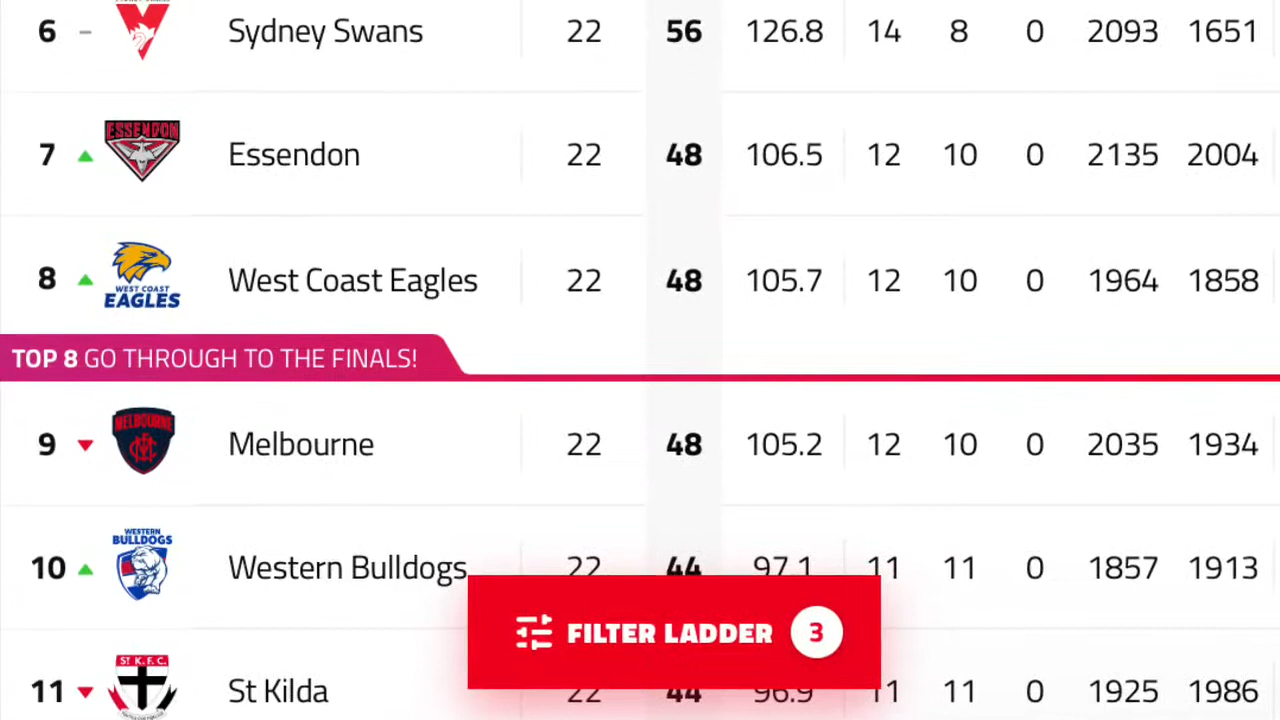 6 – Sydney Swans 22 56 126.8 14 8 0 2093 1651
ESSENDON
7 Essendon 22 48 106.5 12 10 0 2135 2004
WEST COAST
EAGLES
8 West Coast Eagles 22 48 105.7 12 10 0 1964 1858
TOP 8 GO THROUGH TO THE FINALS!
MELBOURNE
9 Melbourne 22 48 105.2 12 10 0 2035 1934
WESTERN
BULLDOGS
10 Western Bulldogs 22 44 97.1 11 11 0 1857 1913
FILTER LADDER 3
ST K.F.C.
11 St Kilda 22 44 96.9 11 11 0 1925 1986